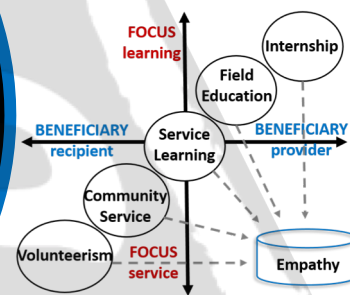 FOCUS
learning
Internship
Field
Education
BENEFICIARY
recipient
Service
Learning
BENEFICIARY
provider
Community
Service
Volunteerism
FOCUS
service
Empathy